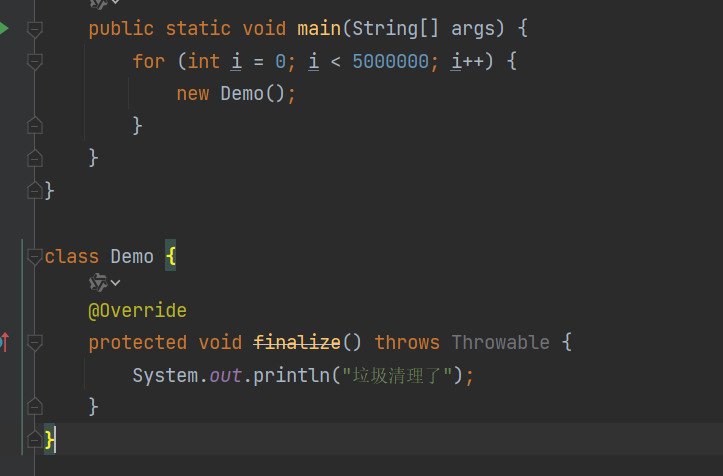 public static void main(String[] args) {
for (int i = 0; i < 5000000; i++) {
new Demo();
}
}
}
class Demo {
@Override
protected void finalize() throws Throwable {
System.out.println("垃圾清理了");
}
}